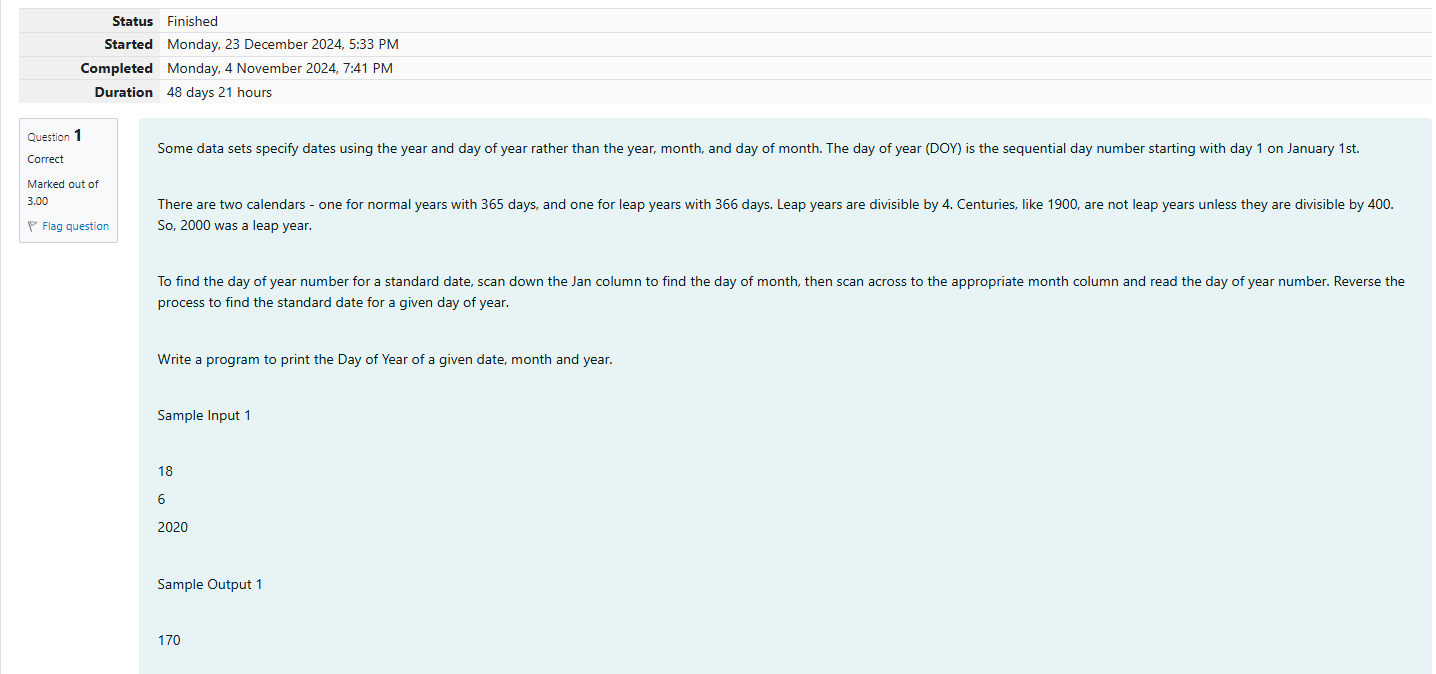 Status Finished
Started Monday, 23 December 2024, 5:33 PM
Completed Monday, 4 November 2024, 7:41 PM
Duration 48 days 21 hours
Question 1
Correct
Marked out of
3.00
Flag question
Some data sets specify dates using the year and day of year rather than the year, month, and day of month. The day of year (DOY) is the sequential day number starting with day 1 on January 1st.
There are two calendars - one for normal years with 365 days, and one for leap years with 366 days. Leap years are divisible by 4. Centuries, like 1900, are not leap years unless they are divisible by 400.
So, 2000 was a leap year.
To find the day of year number for a standard date, scan down the Jan column to find the day of month, then scan across to the appropriate month column and read the day of year number. Reverse the
process to find the standard date for a given day of year.
Write a program to print the Day of Year of a given date, month and year.
Sample Input 1
18
6
2020
Sample Output 1
170